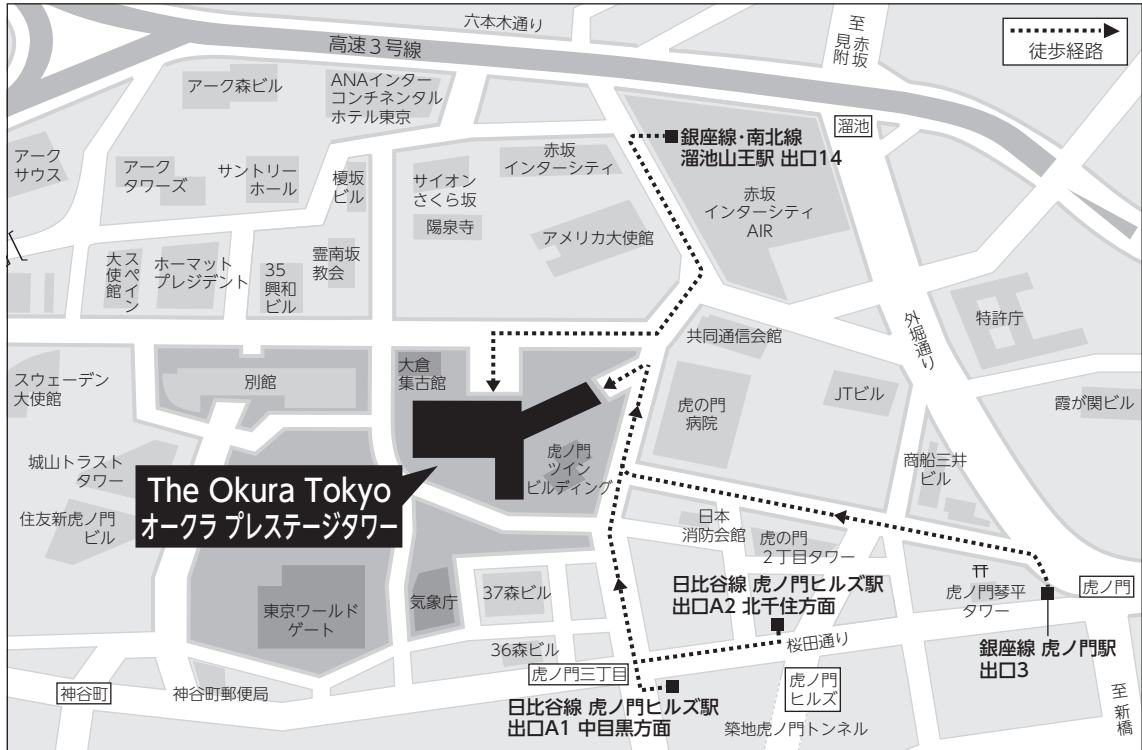 六本木通り
高速3号線
至
赤坂
見附
徒歩経路
アーク森ビル
ANAインター
コンチネンタル
ホテル東京
溜池
銀座線・南北線
溜池山王駅 出口14
アーク
サウス
アーク
タワーズ
サントリー
ホール
榎坂
ビル
サイオン
さくら坂
陽泉寺
赤坂
インターシティ
アメリカ大使館
赤坂
インターシティ
AIR
スペイン
大使館
ホーマット
プレジデント
35
興和
ビル
霊南坂
教会
外堀通り
特許庁
共同通信会館
スウェーデン
大使館
別館
大倉
集古館
虎の門
病院
JTビル
霞が関ビル
城山トラスト
タワー
虎ノ門
ツイン
ビルディング
商船三井
ビル
The Okura Tokyo
オークラ プレステージタワー
住友新虎ノ門
ビル
日本
消防会館
虎の門
2丁目タワー
日比谷線 虎ノ門ヒルズ駅
出口A2 北千住方面
虎ノ門琴平
タワー
虎ノ門
東京ワールド
ゲート
気象庁
37森ビル
36森ビル
虎ノ門三丁目
桜田通り
銀座線 虎ノ門駅
出口3
神谷町
神谷町郵便局
日比谷線 虎ノ門ヒルズ駅
出口A1 中目黒方面
虎ノ門
ヒルズ
築地虎ノ門トンネル
至
新橋